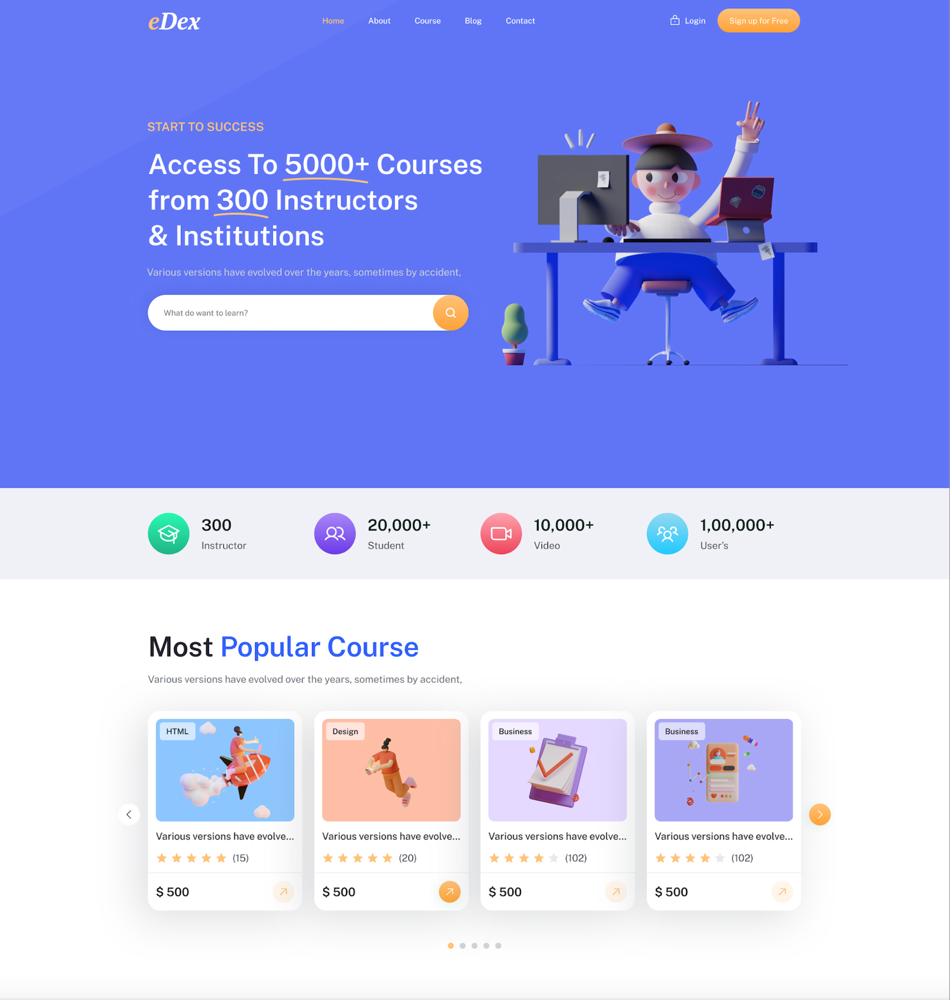 eDex
Home
About
Course
Blog
Contact
Login
Sign up for Free
START TO SUCCESS
Access To 5000+ Courses
from 300 Instructors
& Institutions
Various versions have evolved over the years, sometimes by accident,
What do want to learn?
300
Instructor
20,000+
Student
10,000+
Video
1,00,000+
User's
Most Popular Course
Various versions have evolved over the years, sometimes by accident,
HTML
Various versions have evolve...
(15)
$ 500
Design
Various versions have evolve...
(20)
$ 500
Business
Various versions have evolve...
(102)
$ 500
Business
Various versions have evolve...
(102)
$ 500